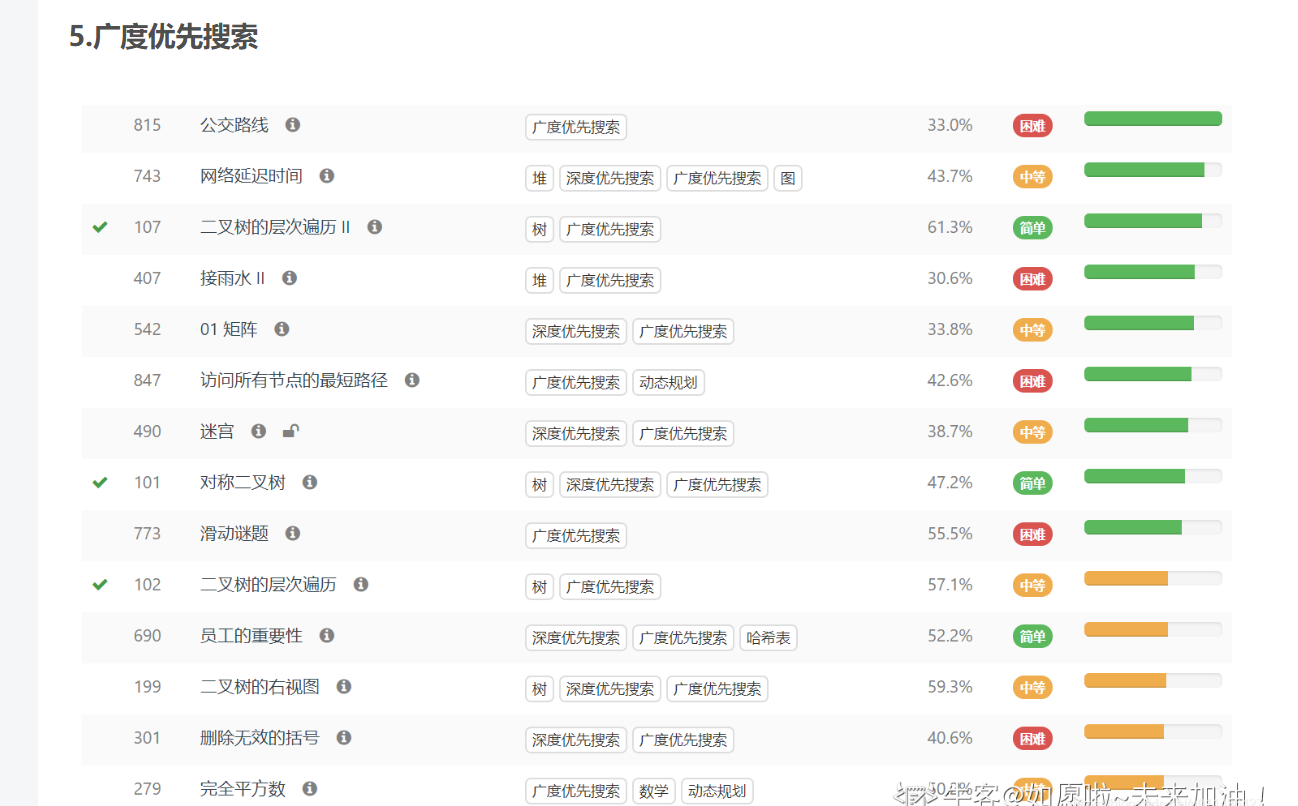 5.广度优先搜索
815 公交路线 广度优先搜索 33.0% 困难
743 网络延迟时间 堆 深度优先搜索 广度优先搜索 图 43.7% 中等
107 二叉树的层次遍历 II 树 广度优先搜索 61.3% 简单
407 接雨水 II 堆 广度优先搜索 30.6% 困难
542 01 矩阵 深度优先搜索 广度优先搜索 33.8% 中等
847 访问所有节点的最短路径 广度优先搜索 动态规划 42.6% 困难
490 迷宫 深度优先搜索 广度优先搜索 38.7% 中等
101 对称二叉树 树 深度优先搜索 广度优先搜索 47.2% 简单
773 滑动谜题 广度优先搜索 55.5% 困难
102 二叉树的层次遍历 树 广度优先搜索 57.1% 中等
690 员工的重要性 深度优先搜索 广度优先搜索 哈希表 52.2% 简单
199 二叉树的右视图 树 深度优先搜索 广度优先搜索 59.3% 中等
301 删除无效的括号 深度优先搜索 广度优先搜索 40.6% 困难
279 完全平方数 广度优先搜索 数学 动态规划 中等
牛客@如愿啦~未来加油！